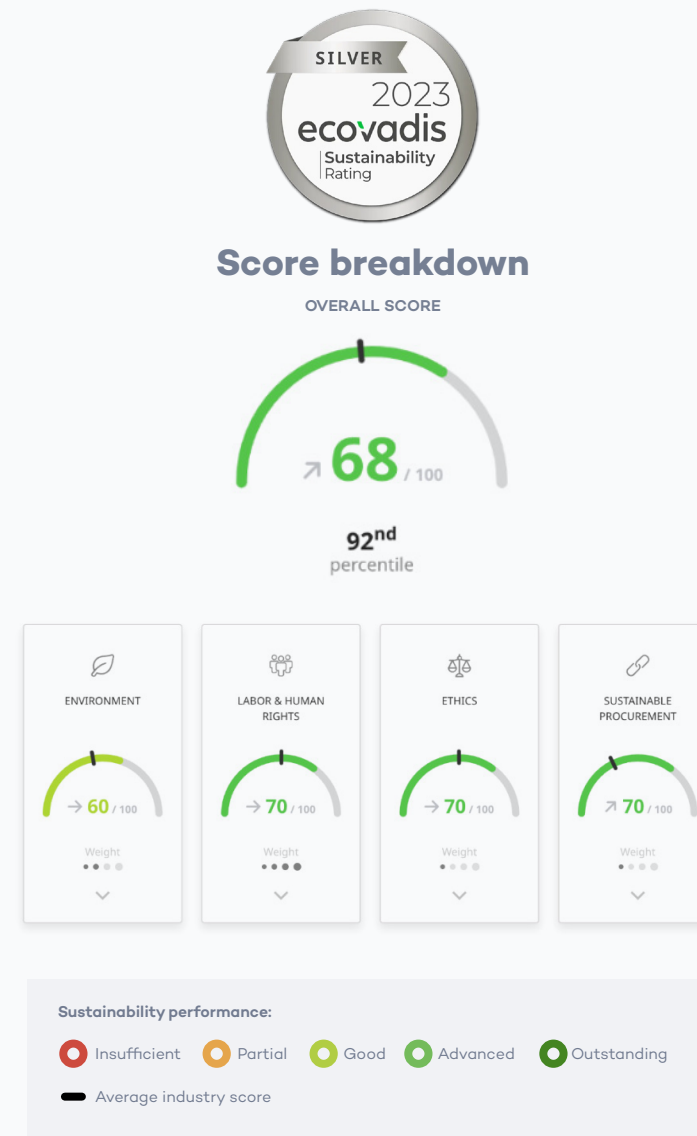 SILVER
2023
ecovadis
Sustainability
Rating
Score breakdown
OVERALL SCORE
68 / 100
92nd
percentile
ENVIRONMENT
60 / 100
Weight
LABOR & HUMAN
RIGHTS
70 / 100
Weight
ETHICS
70 / 100
Weight
SUSTAINABLE
PROCUREMENT
70 / 100
Weight
Sustainability performance:
Insufficient Partial Good Advanced Outstanding
Average industry score